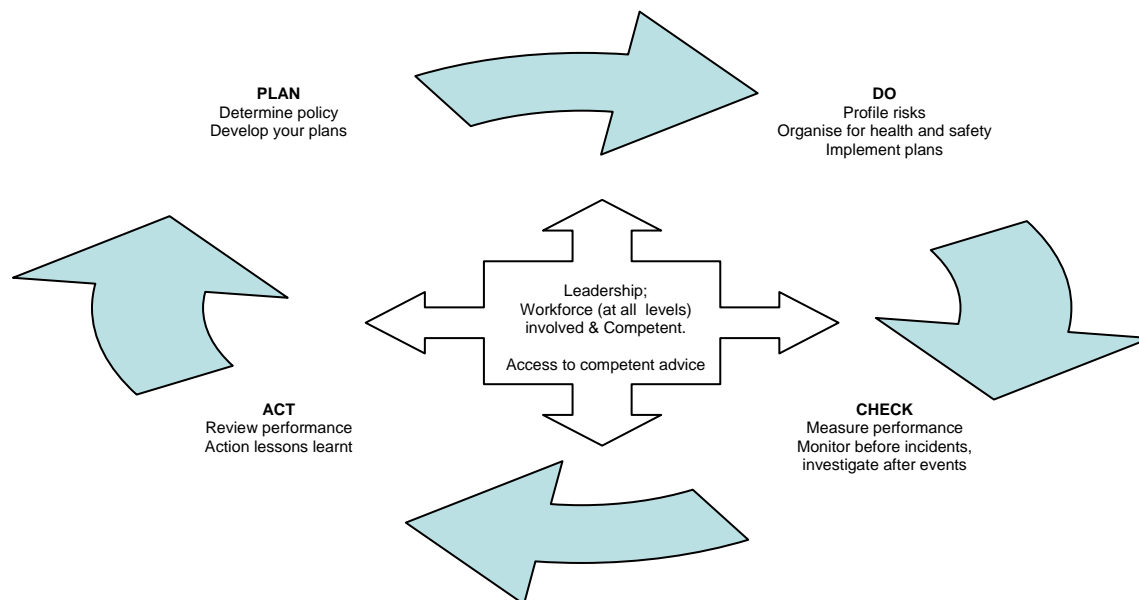 PLAN
Determine policy
Develop your plans
DO
Profile risks
Organise for health and safety
Implement plans
Leadership;
Workforce (at all levels)
involved & Competent.
Access to competent advice
ACT
Review performance
Action lessons learnt
CHECK
Measure performance
Monitor before incidents,
investigate after events